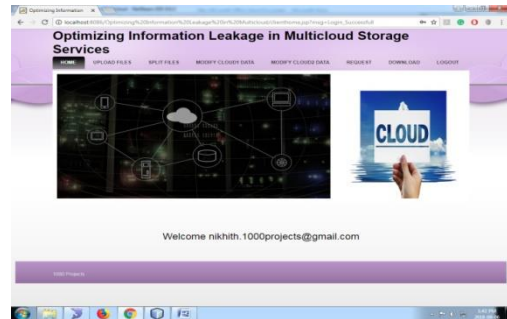 Optimizing Information
localhost
Optimizing Information Leakage in Multicloud Storage
Services
HOME UPLOAD FILES SPLIT FILES MODIFY CLOUD1 DATA MODIFY CLOUD2 DATA REQUEST DOWNLOAD LOGOUT
CLOUD
Welcome nikhith.1000projects@gmail.com
1000 Projects